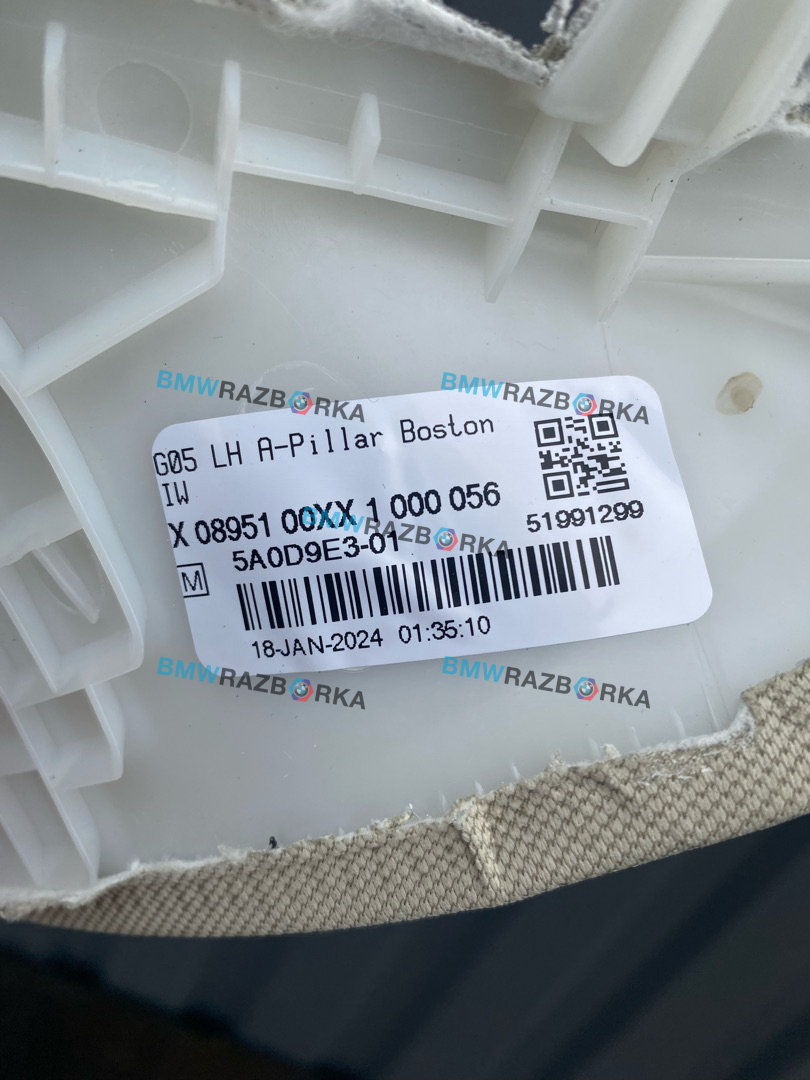 BMWRAZBORKA BMWRAZBORKA
G05 LH A-Pillar Boston
IW
X 08951 00XX 1 000 056
51991299
BMWRAZBORKA
5A0D9E3-01
M
18-JAN-2024 01:35:10
BMWRAZBORKA BMWRAZBORKA